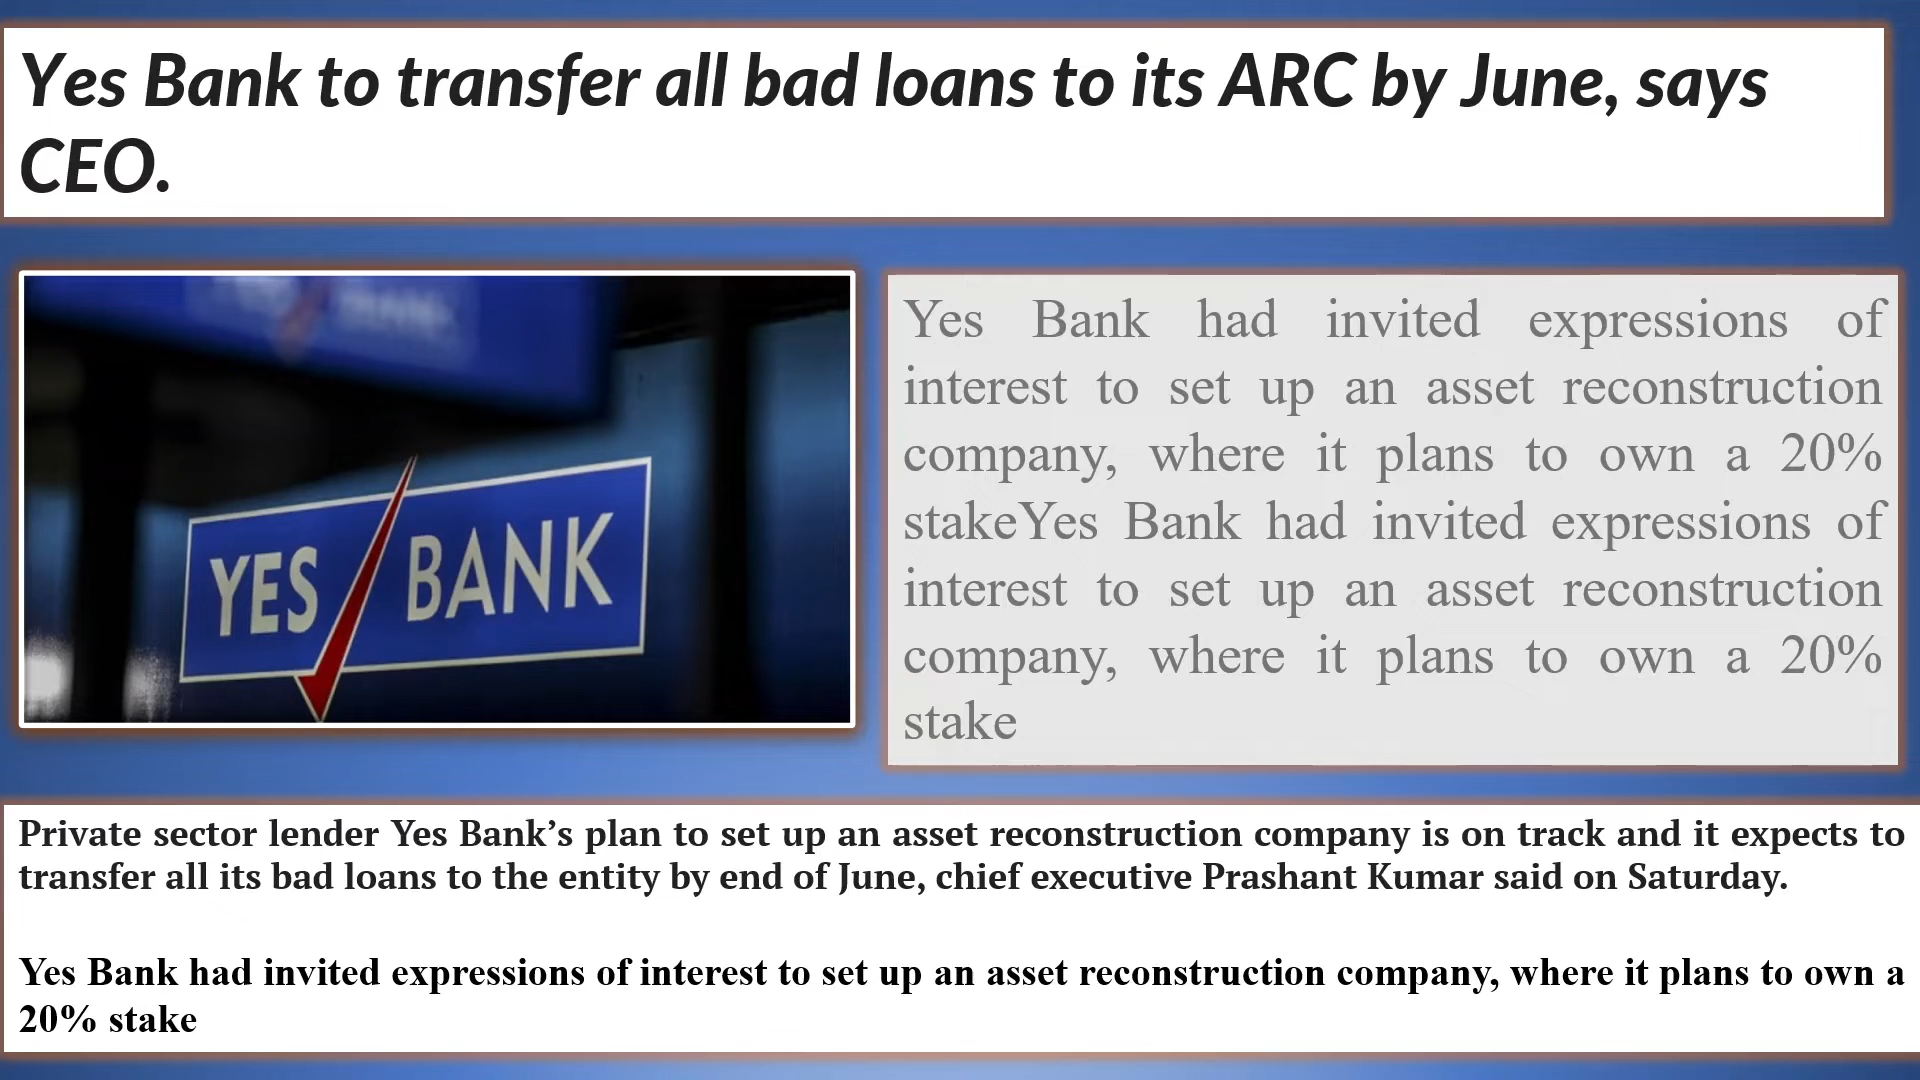 Yes Bank to transfer all bad loans to its ARC by June, says
CEO.
YES BANK
Yes Bank had invited expressions of
interest to set up an asset reconstruction
company, where it plans to own a 20%
stakeYes Bank had invited expressions of
interest to set up an asset reconstruction
company, where it plans to own a 20%
stake
Private sector lender Yes Bank’s plan to set up an asset reconstruction company is on track and it expects to
transfer all its bad loans to the entity by end of June, chief executive Prashant Kumar said on Saturday.
Yes Bank had invited expressions of interest to set up an asset reconstruction company, where it plans to own a
20% stake